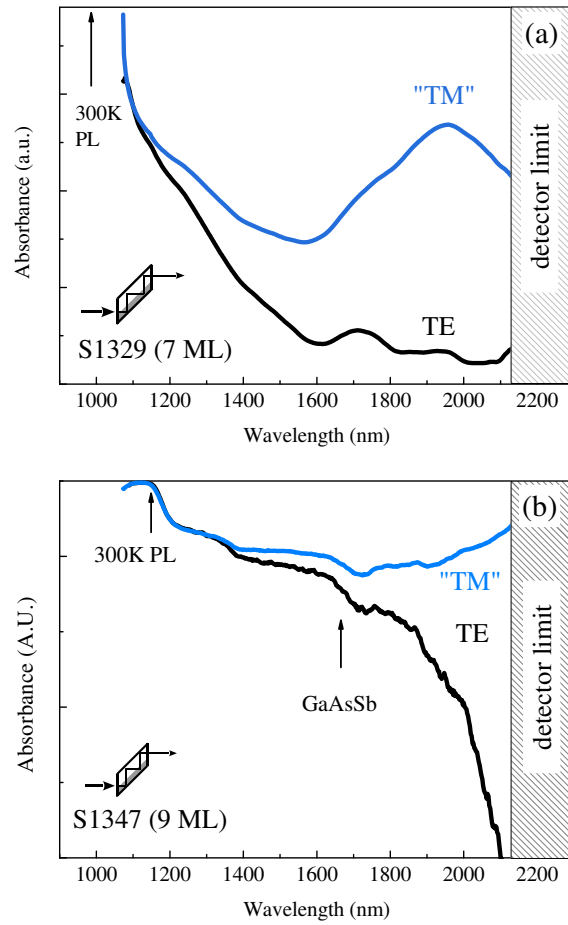 (a)
"TM"
300K
PL
detector limit
Absorbance (a.u.)
TE
S1329 (7 ML)
1000 1200 1400 1600 1800 2000 2200
Wavelength (nm)
(b)
300K PL
"TM"
TE
detector limit
Absorbance (A.U.)
GaAsSb
S1347 (9 ML)
1000 1200 1400 1600 1800 2000 2200
Wavelength (nm)